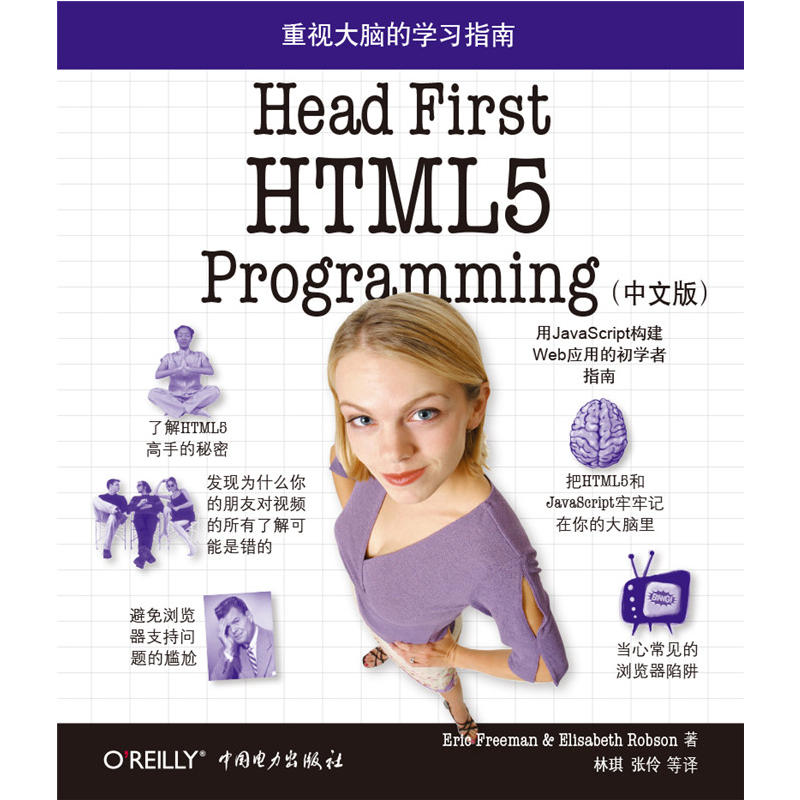 重视大脑的学习指南
Head First
HTML5
Programming
(中文版)
用JavaScript构建
Web应用的初学者
指南
了解HTML5
高手的秘密
发现为什么你
的朋友对视频
的所有了解可
能是错的
把HTML5和
JavaScript牢牢记
在你的大脑里
避免浏览
器支持问
题的尴尬
BANG!
当心常见的
浏览器陷阱
Eric Freeman & Elisabeth Robson 著
O'REILLY® 中国电力出版社
林琪 张伶 等译